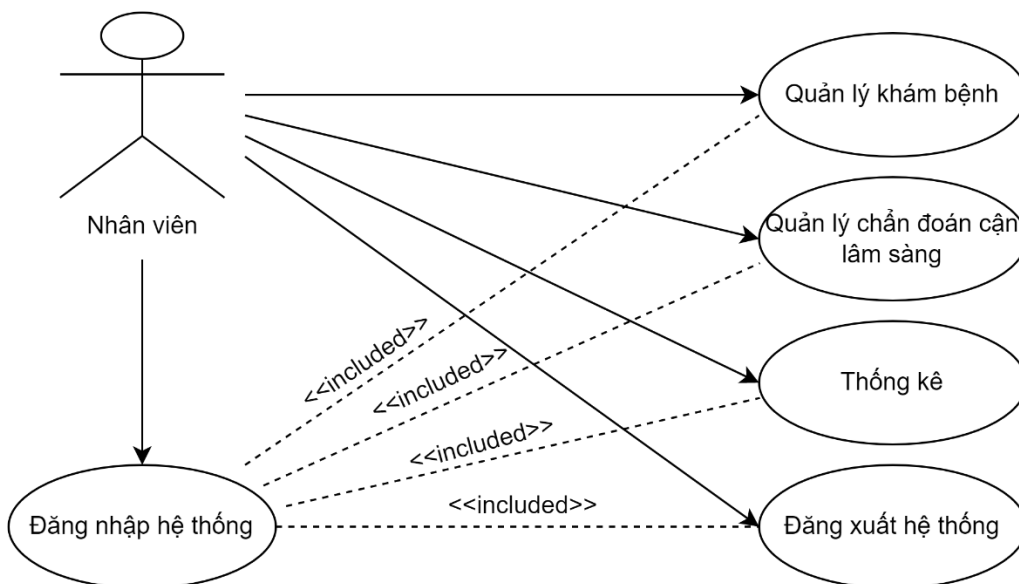 Quản lý khám bệnh
Nhân viên
Quản lý chẩn đoán cận
lâm sàng
<<included>>
<<included>>
Thống kê
<<included>>
<<included>>
Đăng nhập hệ thống
Đăng xuất hệ thống